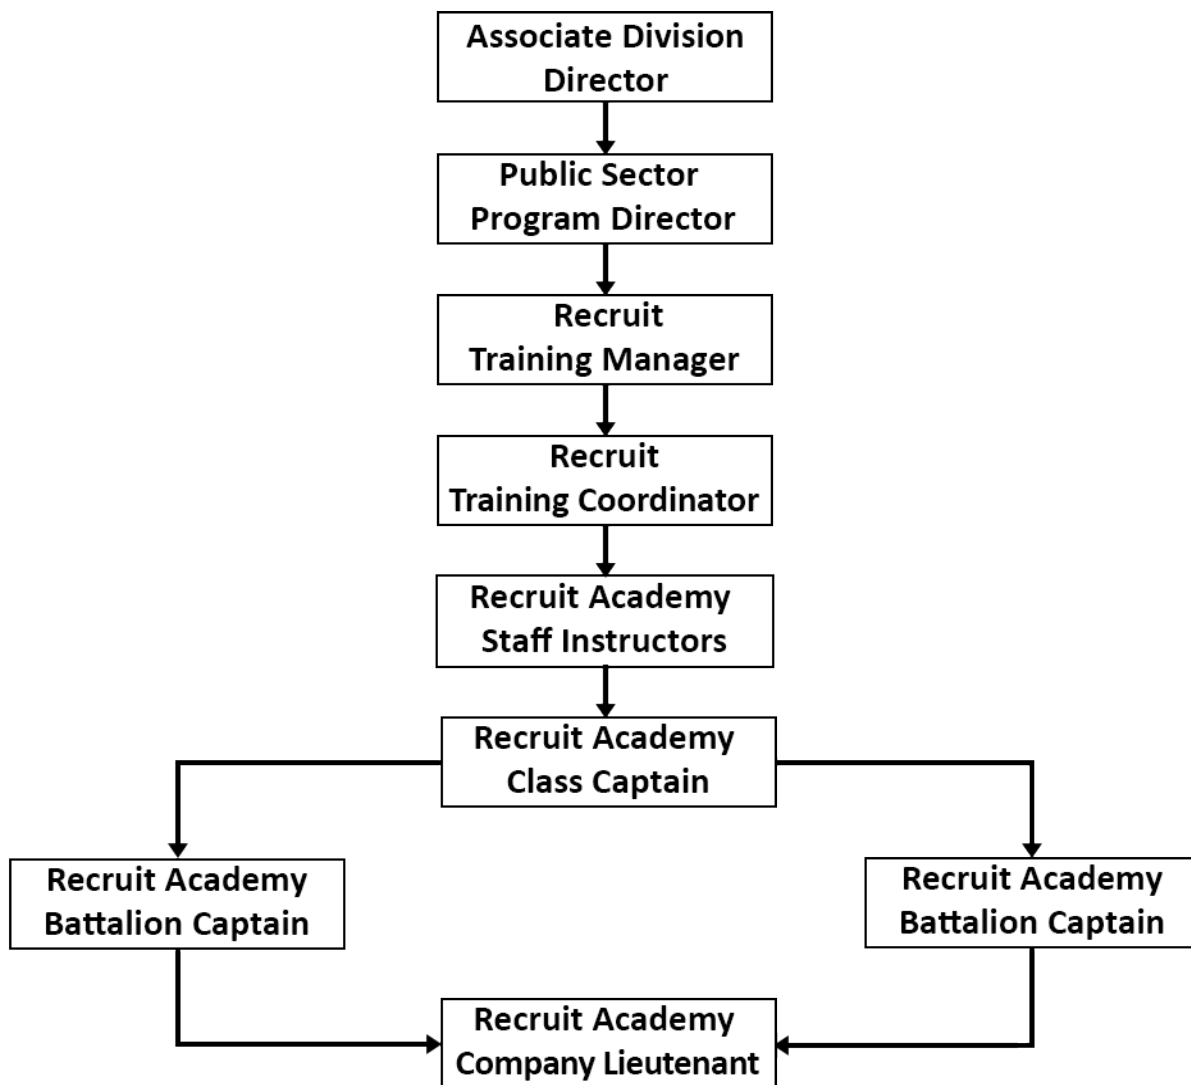 Associate Division
Director
Public Sector
Program Director
Recruit
Training Manager
Recruit
Training Coordinator
Recruit Academy
Staff Instructors
Recruit Academy
Class Captain
Recruit Academy
Battalion Captain
Recruit Academy
Battalion Captain
Recruit Academy
Company Lieutenant